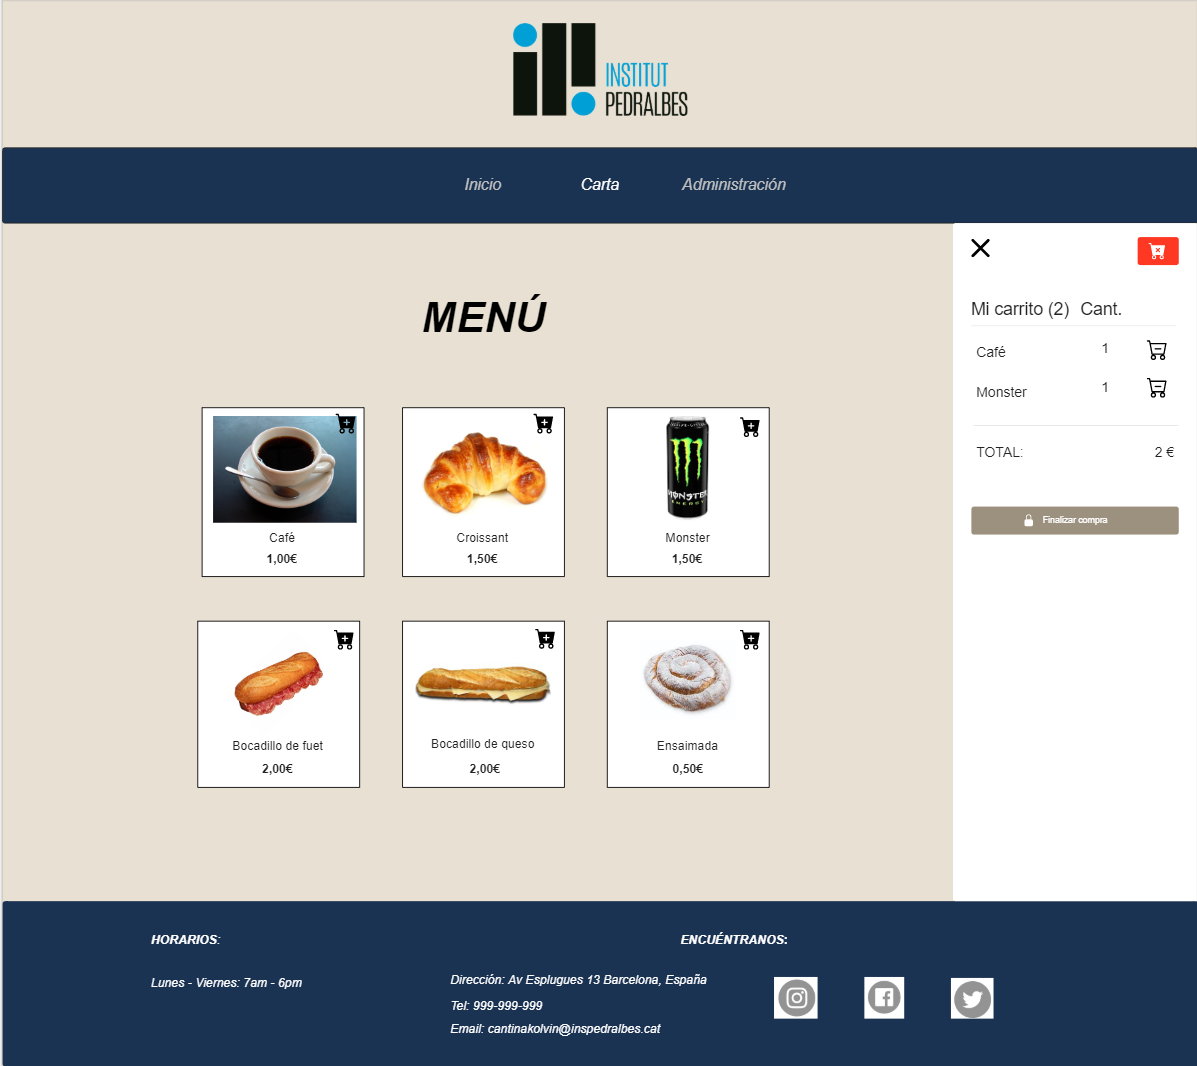 INSTITUT
PEDRALBES
Inicio Carta Administración
MENÚ
Mi carrito (2) Cant.
Café 1
Monster 1
TOTAL: 2 €
Finalizar compra
Café
1,00€
Croissant
1,50€
MONSTER
ENERGY
Monster
1,50€
Bocadillo de fuet
2,00€
Bocadillo de queso
2,00€
Ensaimada
0,50€
HORARIOS:
Lunes - Viernes: 7am - 6pm
ENCUÉNTRANOS:
Dirección: Av Esplugues 13 Barcelona, España
Tel: 999-999-999
Email: cantinakolvin@inspedralbes.cat